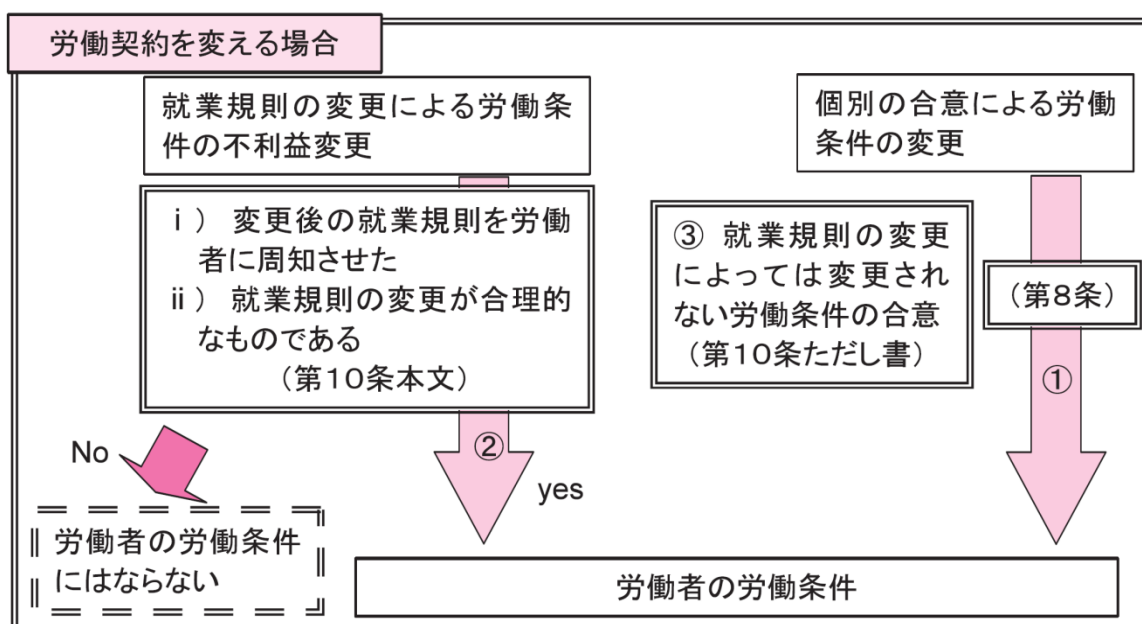 労働契約を変える場合
就業規則の変更による労働条
件の不利益変更
ⅰ） 変更後の就業規則を労働
者に周知させた
ⅱ） 就業規則の変更が合理的
なものである
（第１０条本文）
No
②
yes
労働者の労働条件
にはならない
個別の合意による労働
条件の変更
③ 就業規則の変更
によっては変更され
ない労働条件の合意
（第１０条ただし書）
（第８条）
①
労働者の労働条件